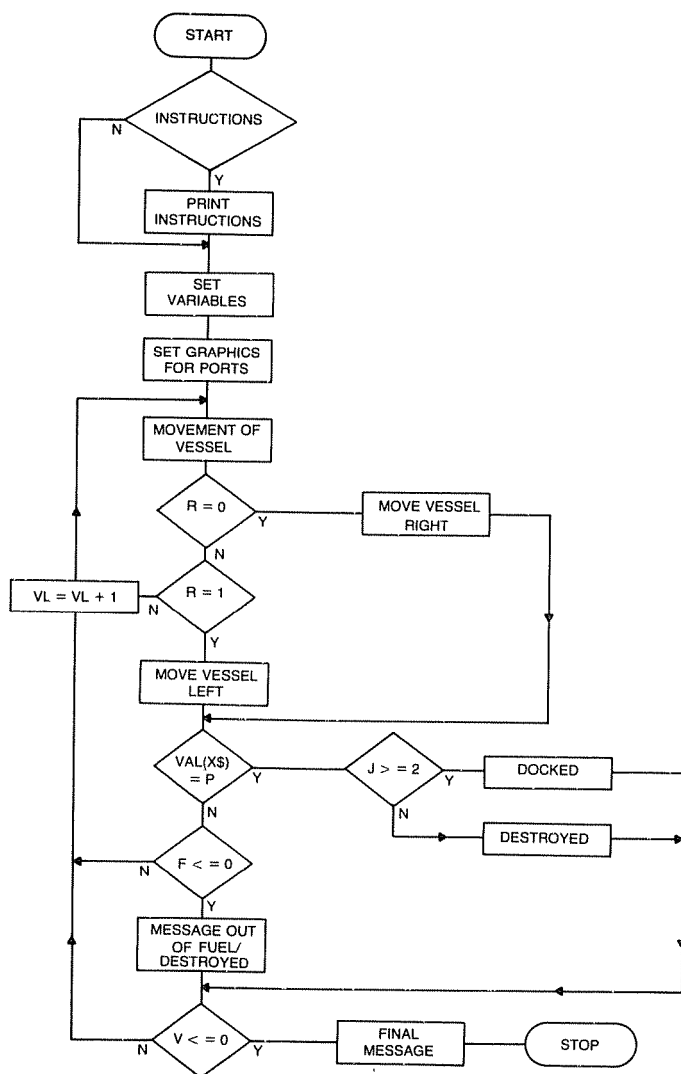 START
INSTRUCTIONS
N
Y
PRINT
INSTRUCTIONS
SET
VARIABLES
SET GRAPHICS
FOR PORTS
MOVEMENT OF
VESSEL
R = 0
Y
MOVE VESSEL
RIGHT
N
R = 1
VL = VL + 1
N
Y
MOVE VESSEL
LEFT
VAL(X$)
= P
Y
J > = 2
Y
DOCKED
N
N
DESTROYED
F < = 0
N
Y
MESSAGE OUT
OF FUEL/
DESTROYED
V < = 0
N
Y
FINAL
MESSAGE
STOP